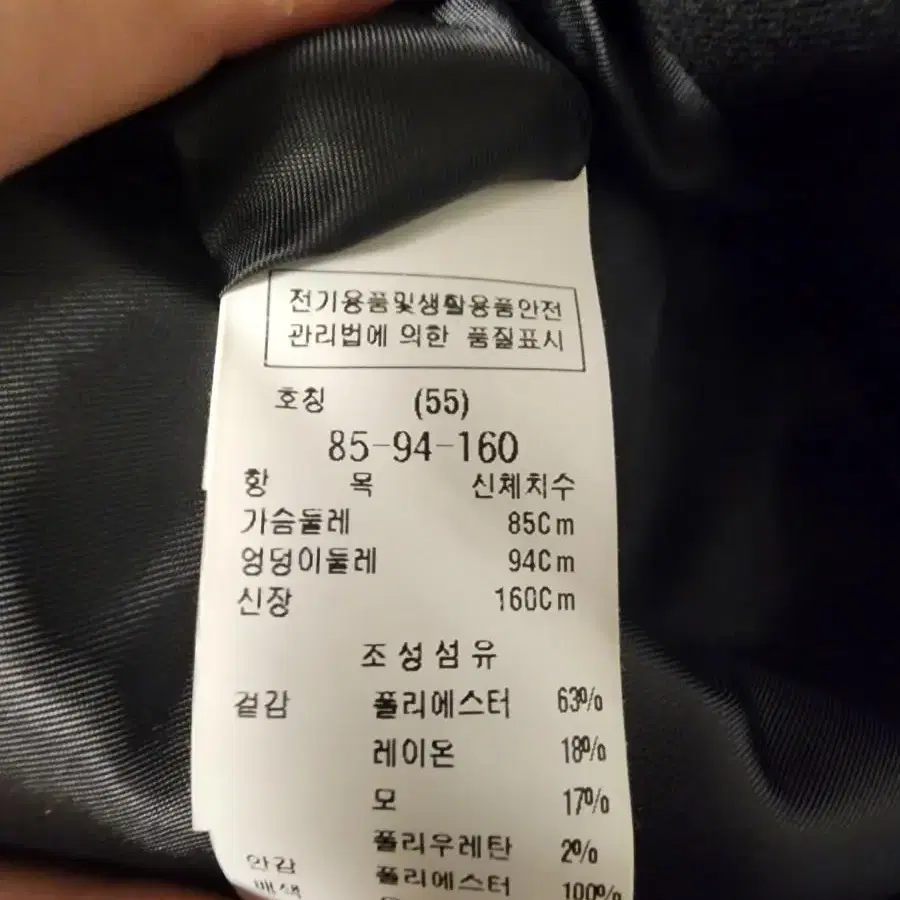 전기용품및생활용품안전
관리법에 의한 품질표시
호칭 (55)
85-94-160
항 목 신체치수
가슴둘레 85Cm
엉덩이둘레 94Cm
신장 160Cm
조성섬유
겉감 폴리에스터 63%
레이온 18%
모 17%
폴리우레탄 2%
안감 폴리에스터 100%
배색